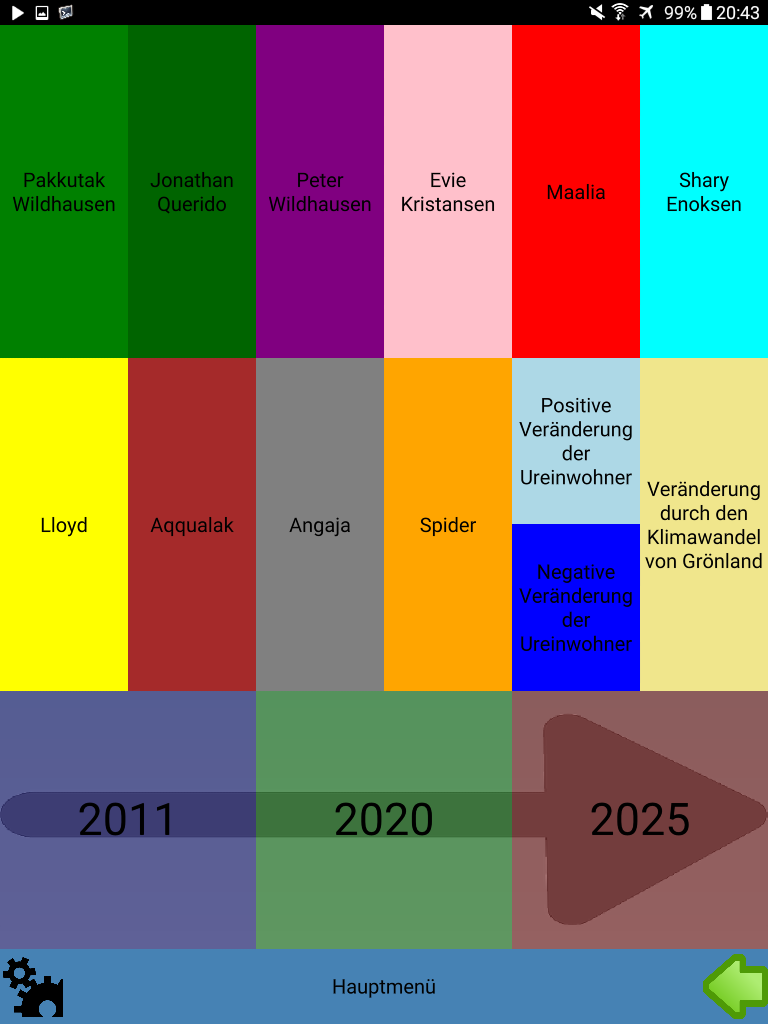 99% 20:43
Pakkutak
Wildhausen
Jonathan
Querido
Peter
Wildhausen
Evie
Kristansen
Maalia
Shary
Enoksen
Lloyd
Aqqualak
Angaja
Spider
Positive
Veränderung
der
Ureinwohner
Negative
Veränderung
der
Ureinwohner
Veränderung
durch den
Klimawandel
von Grönland
2011
2020
2025
Hauptmenü